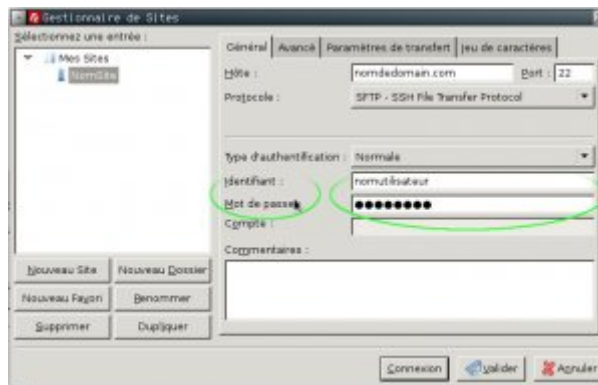 Gestionnaire de Sites
Sélectionnez une entrée :
Mes Sites
NomSite
Nouveau Site
Nouveau Dossier
Nouveau Favori
Renommer
Supprimer
Dupliquer
Général
Avancé
Paramètres de transfert
Jeu de caractères
Hôte :
nomdedomain.com
Port :
22
Protocole :
SFTP - SSH File Transfer Protocol
Type d'authentification :
Normale
Identifiant :
nomutilisateur
Mot de passe
●●●●●●●●
Compte :
Commentaires :
Connexion
Valider
Annuler